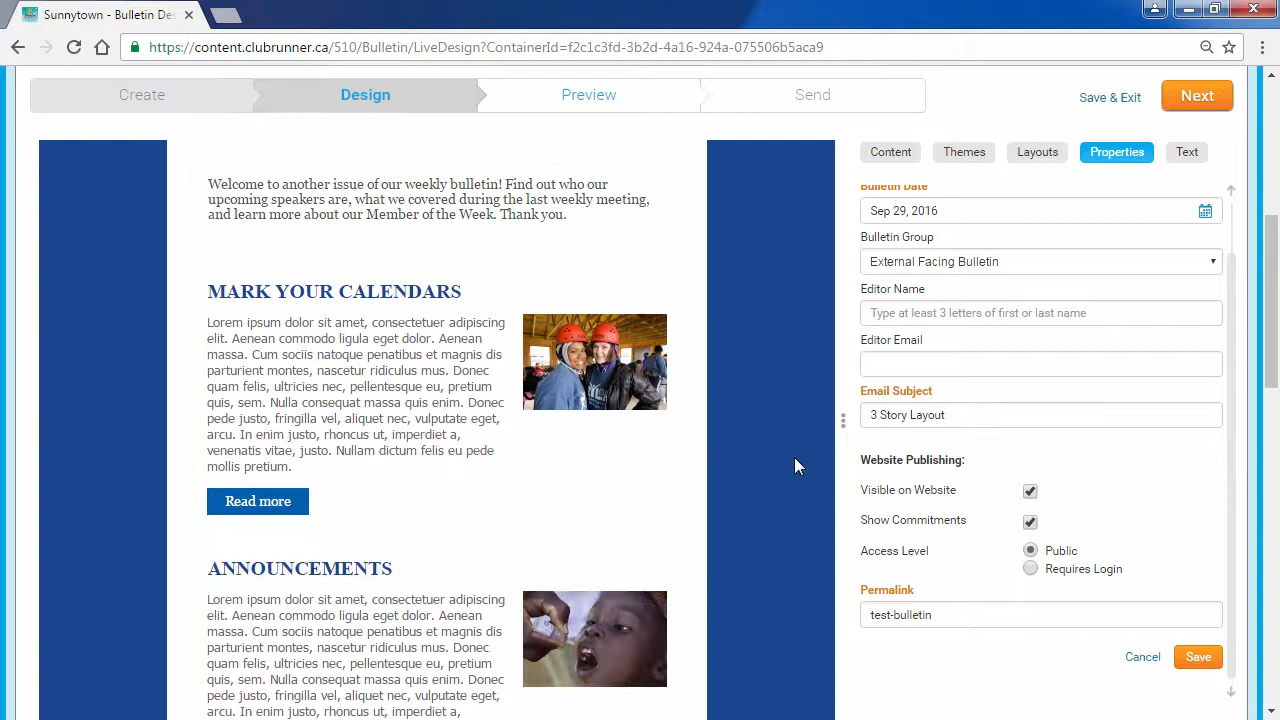 Sunnytown - Bulletin Des
https://content.clubrunner.ca/510/Bulletin/LiveDesign?ContainerId=f2c1c3fd-3b2d-4a16-924a-075506b5aca9
Create
Design
Preview
Send
Save & Exit
Next
Content
Themes
Layouts
Properties
Text
Welcome to another issue of our weekly bulletin! Find out who our
upcoming speakers are, what we covered during the last weekly meeting,
and learn more about our Member of the Week. Thank you.
MARK YOUR CALENDARS
Lorem ipsum dolor sit amet, consectetuer adipiscing
elit. Aenean commodo ligula eget dolor. Aenean
massa. Cum sociis natoque penatibus et magnis dis
parturient montes, nascetur ridiculus mus. Donec
quam felis, ultricies nec, pellentesque eu, pretium
quis, sem. Nulla consequat massa quis enim. Donec
pede justo, fringilla vel, aliquet nec, vulputate eget,
arcu. In enim justo, rhoncus ut, imperdiet a,
venenatis vitae, justo. Nullam dictum felis eu pede
mollis pretium.
Read more
ANNOUNCEMENTS
Lorem ipsum dolor sit amet, consectetuer adipiscing
elit. Aenean commodo ligula eget dolor. Aenean
massa. Cum sociis natoque penatibus et magnis dis
parturient montes, nascetur ridiculus mus. Donec
quam felis, ultricies nec, pellentesque eu, pretium
quis, sem. Nulla consequat massa quis enim. Donec
pede justo, fringilla vel, aliquet nec, vulputate eget,
arcu. In enim justo, rhoncus ut, imperdiet a,
Bulletin Date
Sep 29, 2016
Bulletin Group
External Facing Bulletin
Editor Name
Type at least 3 letters of first or last name
Editor Email
Email Subject
3 Story Layout
Website Publishing:
Visible on Website
Show Commitments
Access Level
Public
Requires Login
Permalink
test-bulletin
Cancel
Save